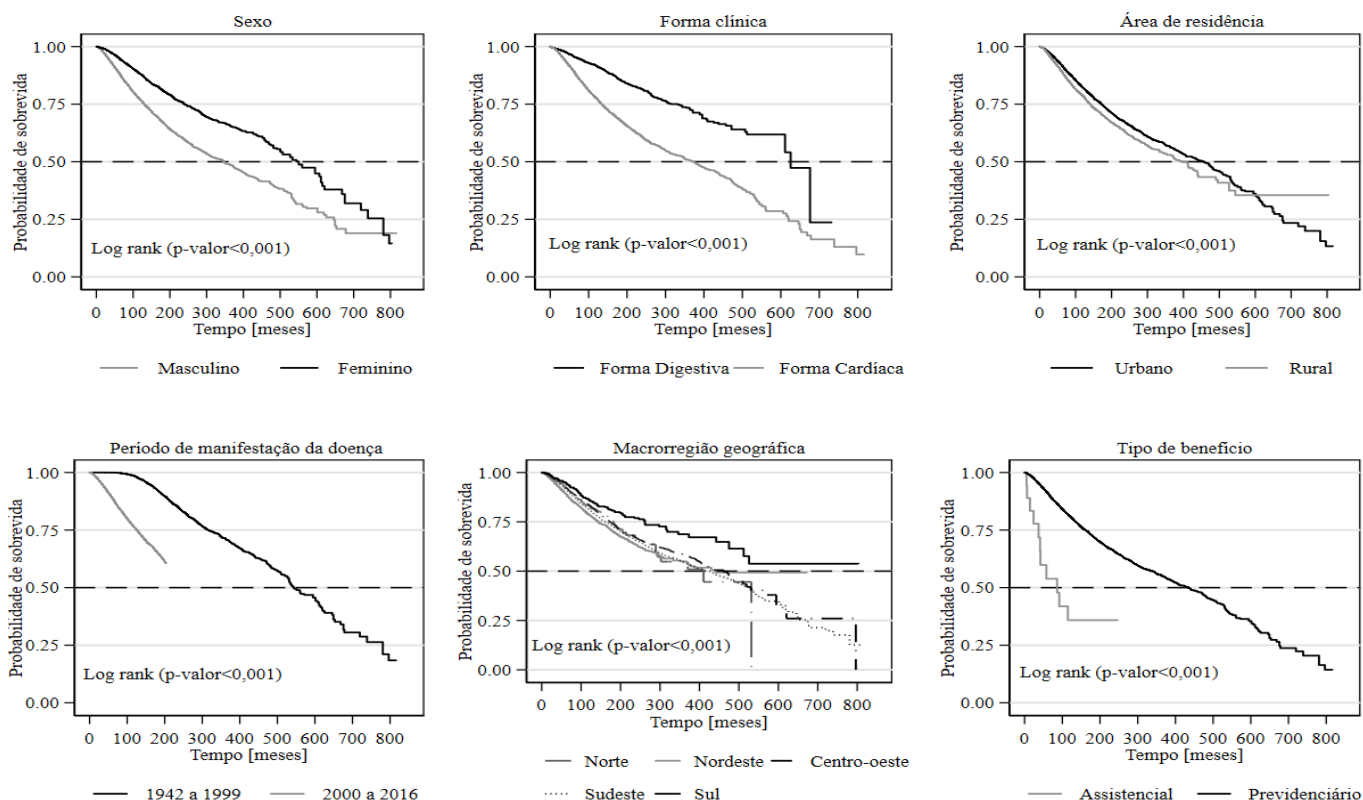 Sexo
1.00
0.75
0.50
0.25
0.00
Probabilidade de sobrevida
Log rank (p-valor<0,001)
0 100 200 300 400 500 600 700 800
Tempo [meses]
Masculino Feminino
Forma clínica
1.00
0.75
0.50
0.25
0.00
Probabilidade de sobrevida
Log rank (p-valor<0,001)
0 100 200 300 400 500 600 700 800
Tempo [meses]
Forma Digestiva Forma Cardíaca
Área de residência
1.00
0.75
0.50
0.25
0.00
Probabilidade de sobrevida
Log rank (p-valor<0,001)
0 100 200 300 400 500 600 700 800
Tempo [meses]
Urbano Rural
Período de manifestação da doença
1.00
0.75
0.50
0.25
0.00
Probabilidade de sobrevida
Log rank (p-valor<0,001)
0 100 200 300 400 500 600 700 800
Tempo [meses]
1942 a 1999 2000 a 2016
Macrorregião geográfica
1.00
0.75
0.50
0.25
0.00
Probabilidade de sobrevida
Log rank (p-valor<0,001)
0 100 200 300 400 500 600 700 800
Tempo [meses]
Norte Nordeste Centro-oeste
Sudeste Sul
Tipo de benefício
1.00
0.75
0.50
0.25
0.00
Probabilidade de sobrevida
Log rank (p-valor<0,001)
0 100 200 300 400 500 600 700 800
Tempo [meses]
Assistencial Previdenciário